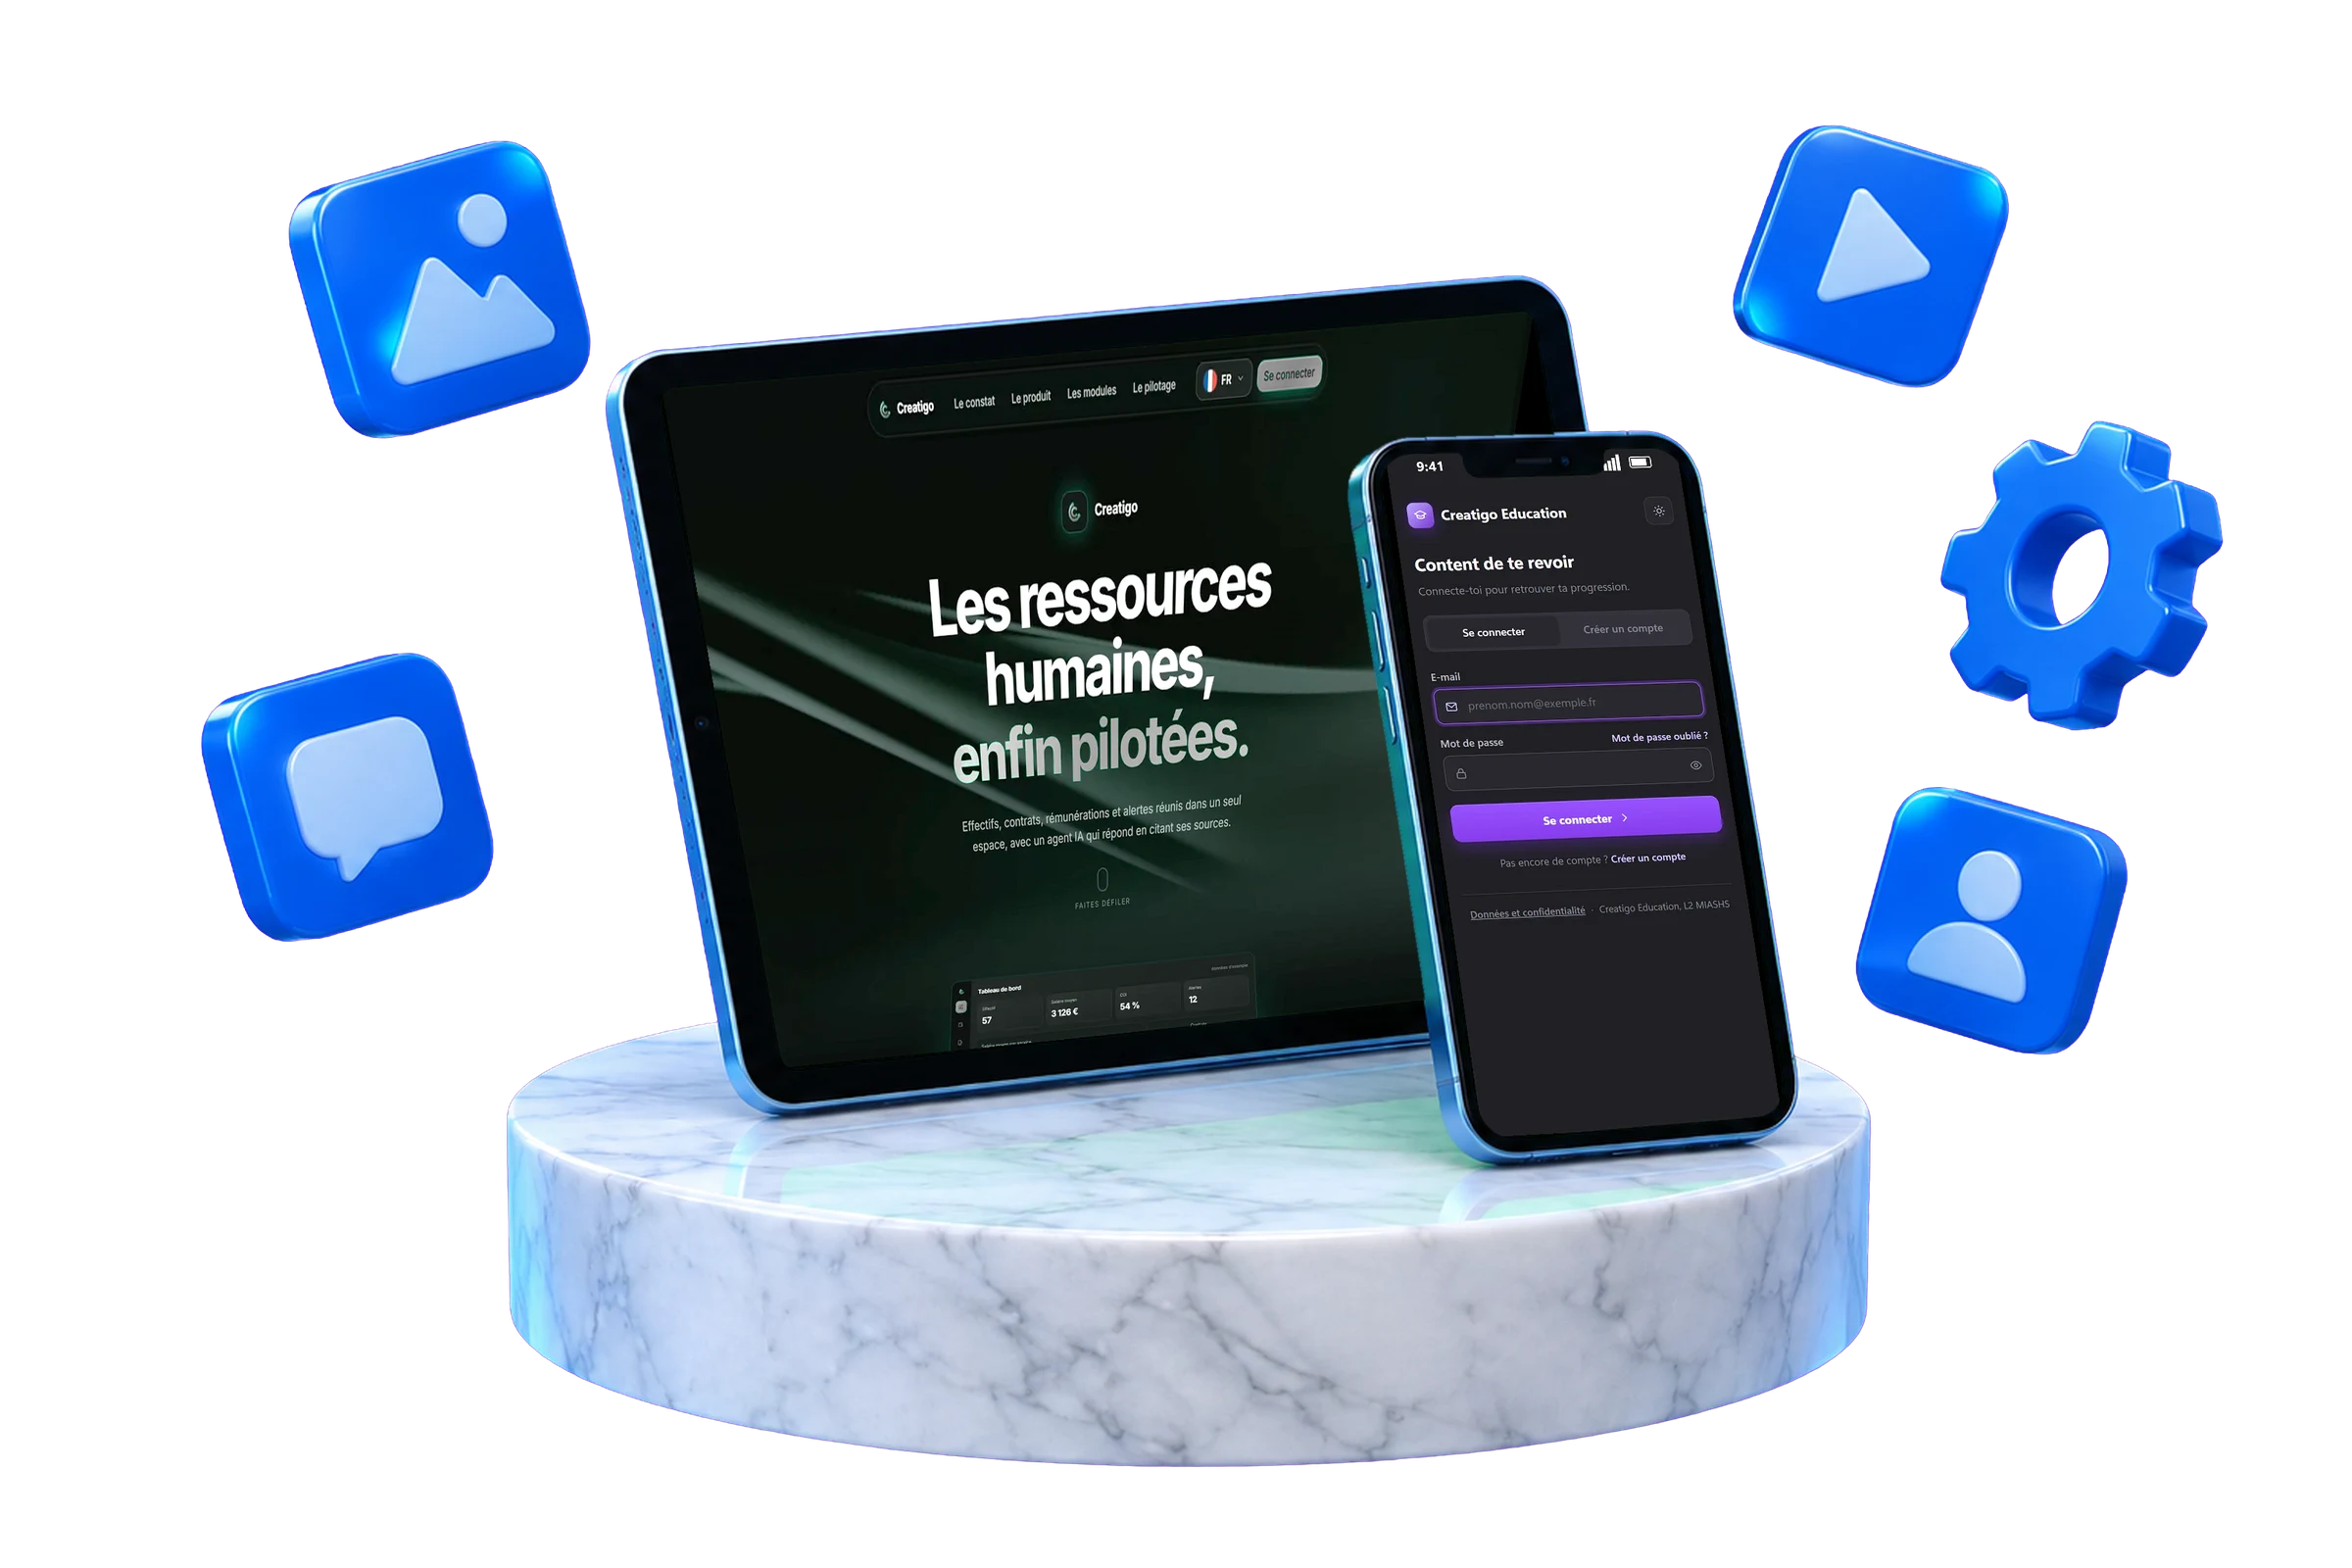 Creatigo
Le constat
Le produit
Les modules
Le pilotage
FR
Se connecter
Creatigo
Les ressources
humaines,
enfin pilotées.
Effectifs, contrats, rémunérations et alertes réunis dans un seul
espace, avec un agent IA qui répond en citant ses sources.
FAITES DÉFILER
Tableau de bord
Effectif
57
Salaire moyen
3 126 €
CDI
54 %
Alertes
12
9:41
Creatigo Education
Content de te revoir
Connecte-toi pour retrouver ta progression.
Se connecter
Créer un compte
E-mail
prenom.nom@exemple.fr
Mot de passe
Mot de passe oublié ?
Se connecter
Pas encore de compte ? Créer un compte
Données et confidentialité · Creatigo Education, L2 MIASHS